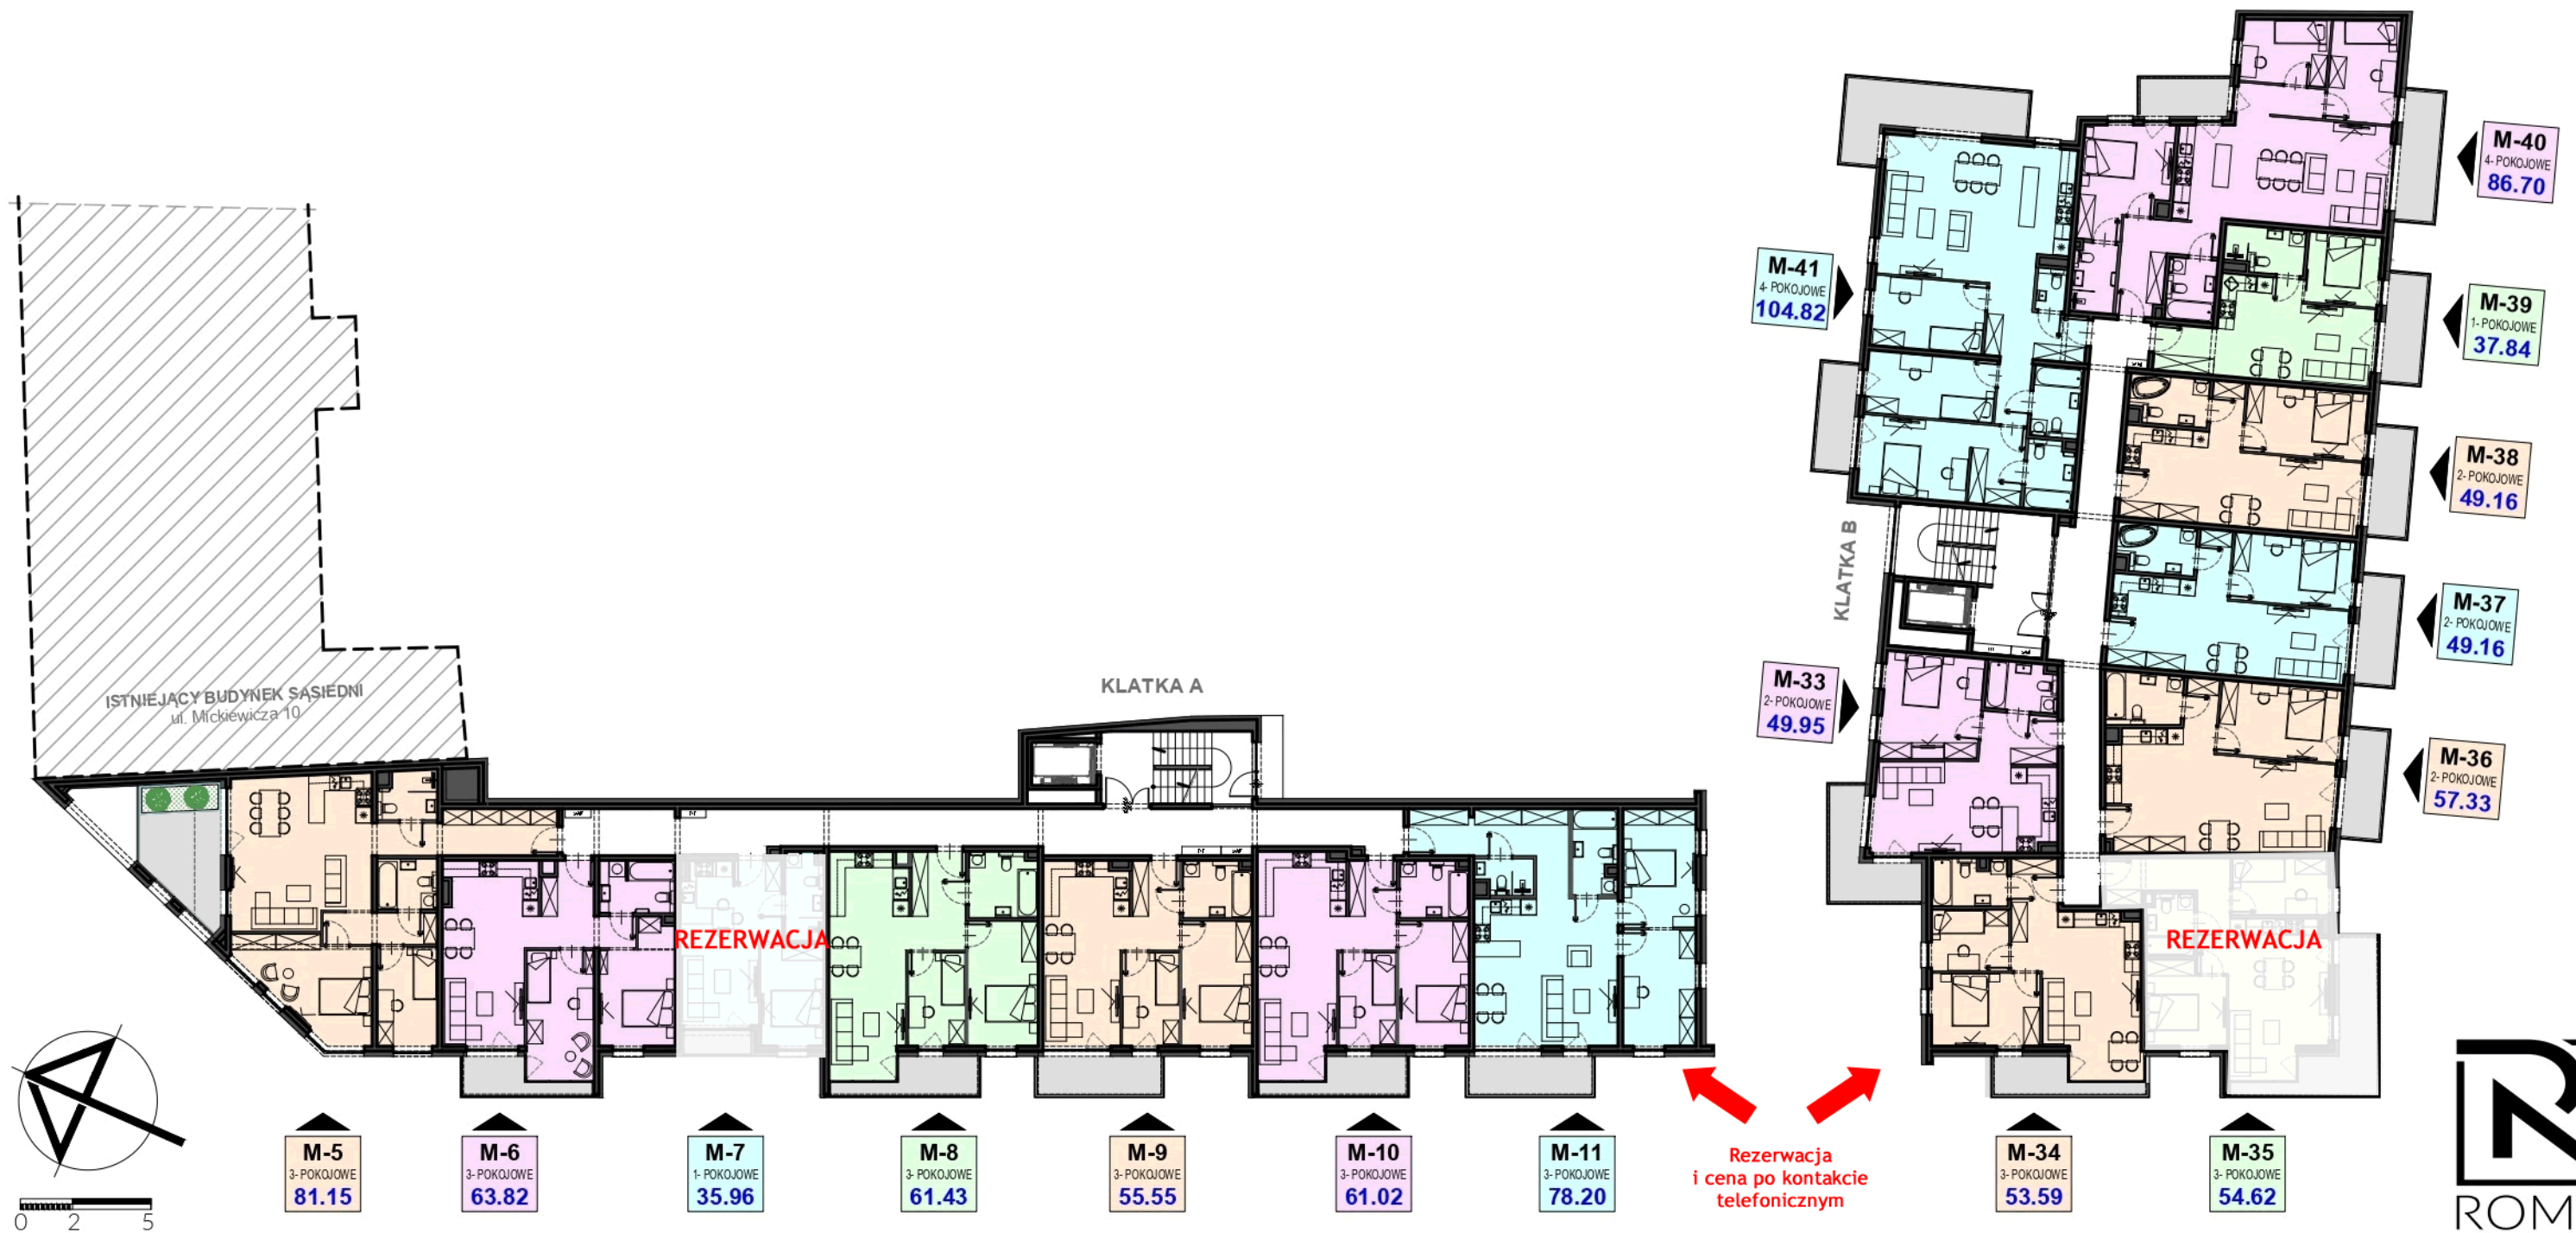 M-40
4- POKOJOWE
86.70
M-41
4- POKOJOWE
104.82
M-39
1- POKOJOWE
37.84
M-38
2- POKOJOWE
49.16
KLATKA B
M-37
2- POKOJOWE
49.16
M-33
2- POKOJOWE
49.95
M-36
2- POKOJOWE
57.33
ISTNIEJĄCY BUDYNEK SĄSIEDNI
ul. Mickiewicza 10
KLATKA A
REZERWACJA
REZERWACJA
M-5
3- POKOJOWE
81.15
M-6
3- POKOJOWE
63.82
M-7
1- POKOJOWE
35.96
M-8
3- POKOJOWE
61.43
M-9
3- POKOJOWE
55.55
M-10
3- POKOJOWE
61.02
M-11
3- POKOJOWE
78.20
Rezerwacja
i cena po kontakcie
telefonicznym
M-34
3- POKOJOWE
53.59
M-35
3- POKOJOWE
54.62
0 2 5
ROM